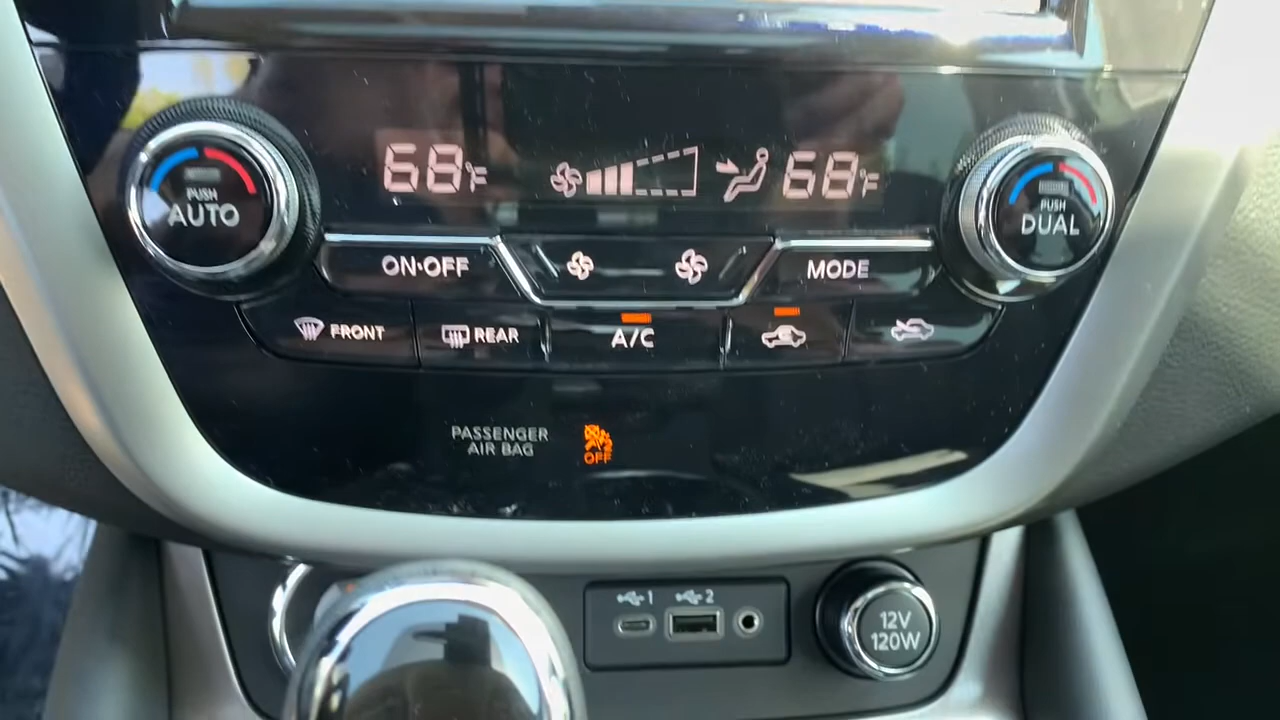 68°F
68°F
PUSH
AUTO
PUSH
DUAL
ON·OFF
MODE
FRONT
REAR
A/C
PASSENGER
AIR BAG
OFF
1
2
12V
120W